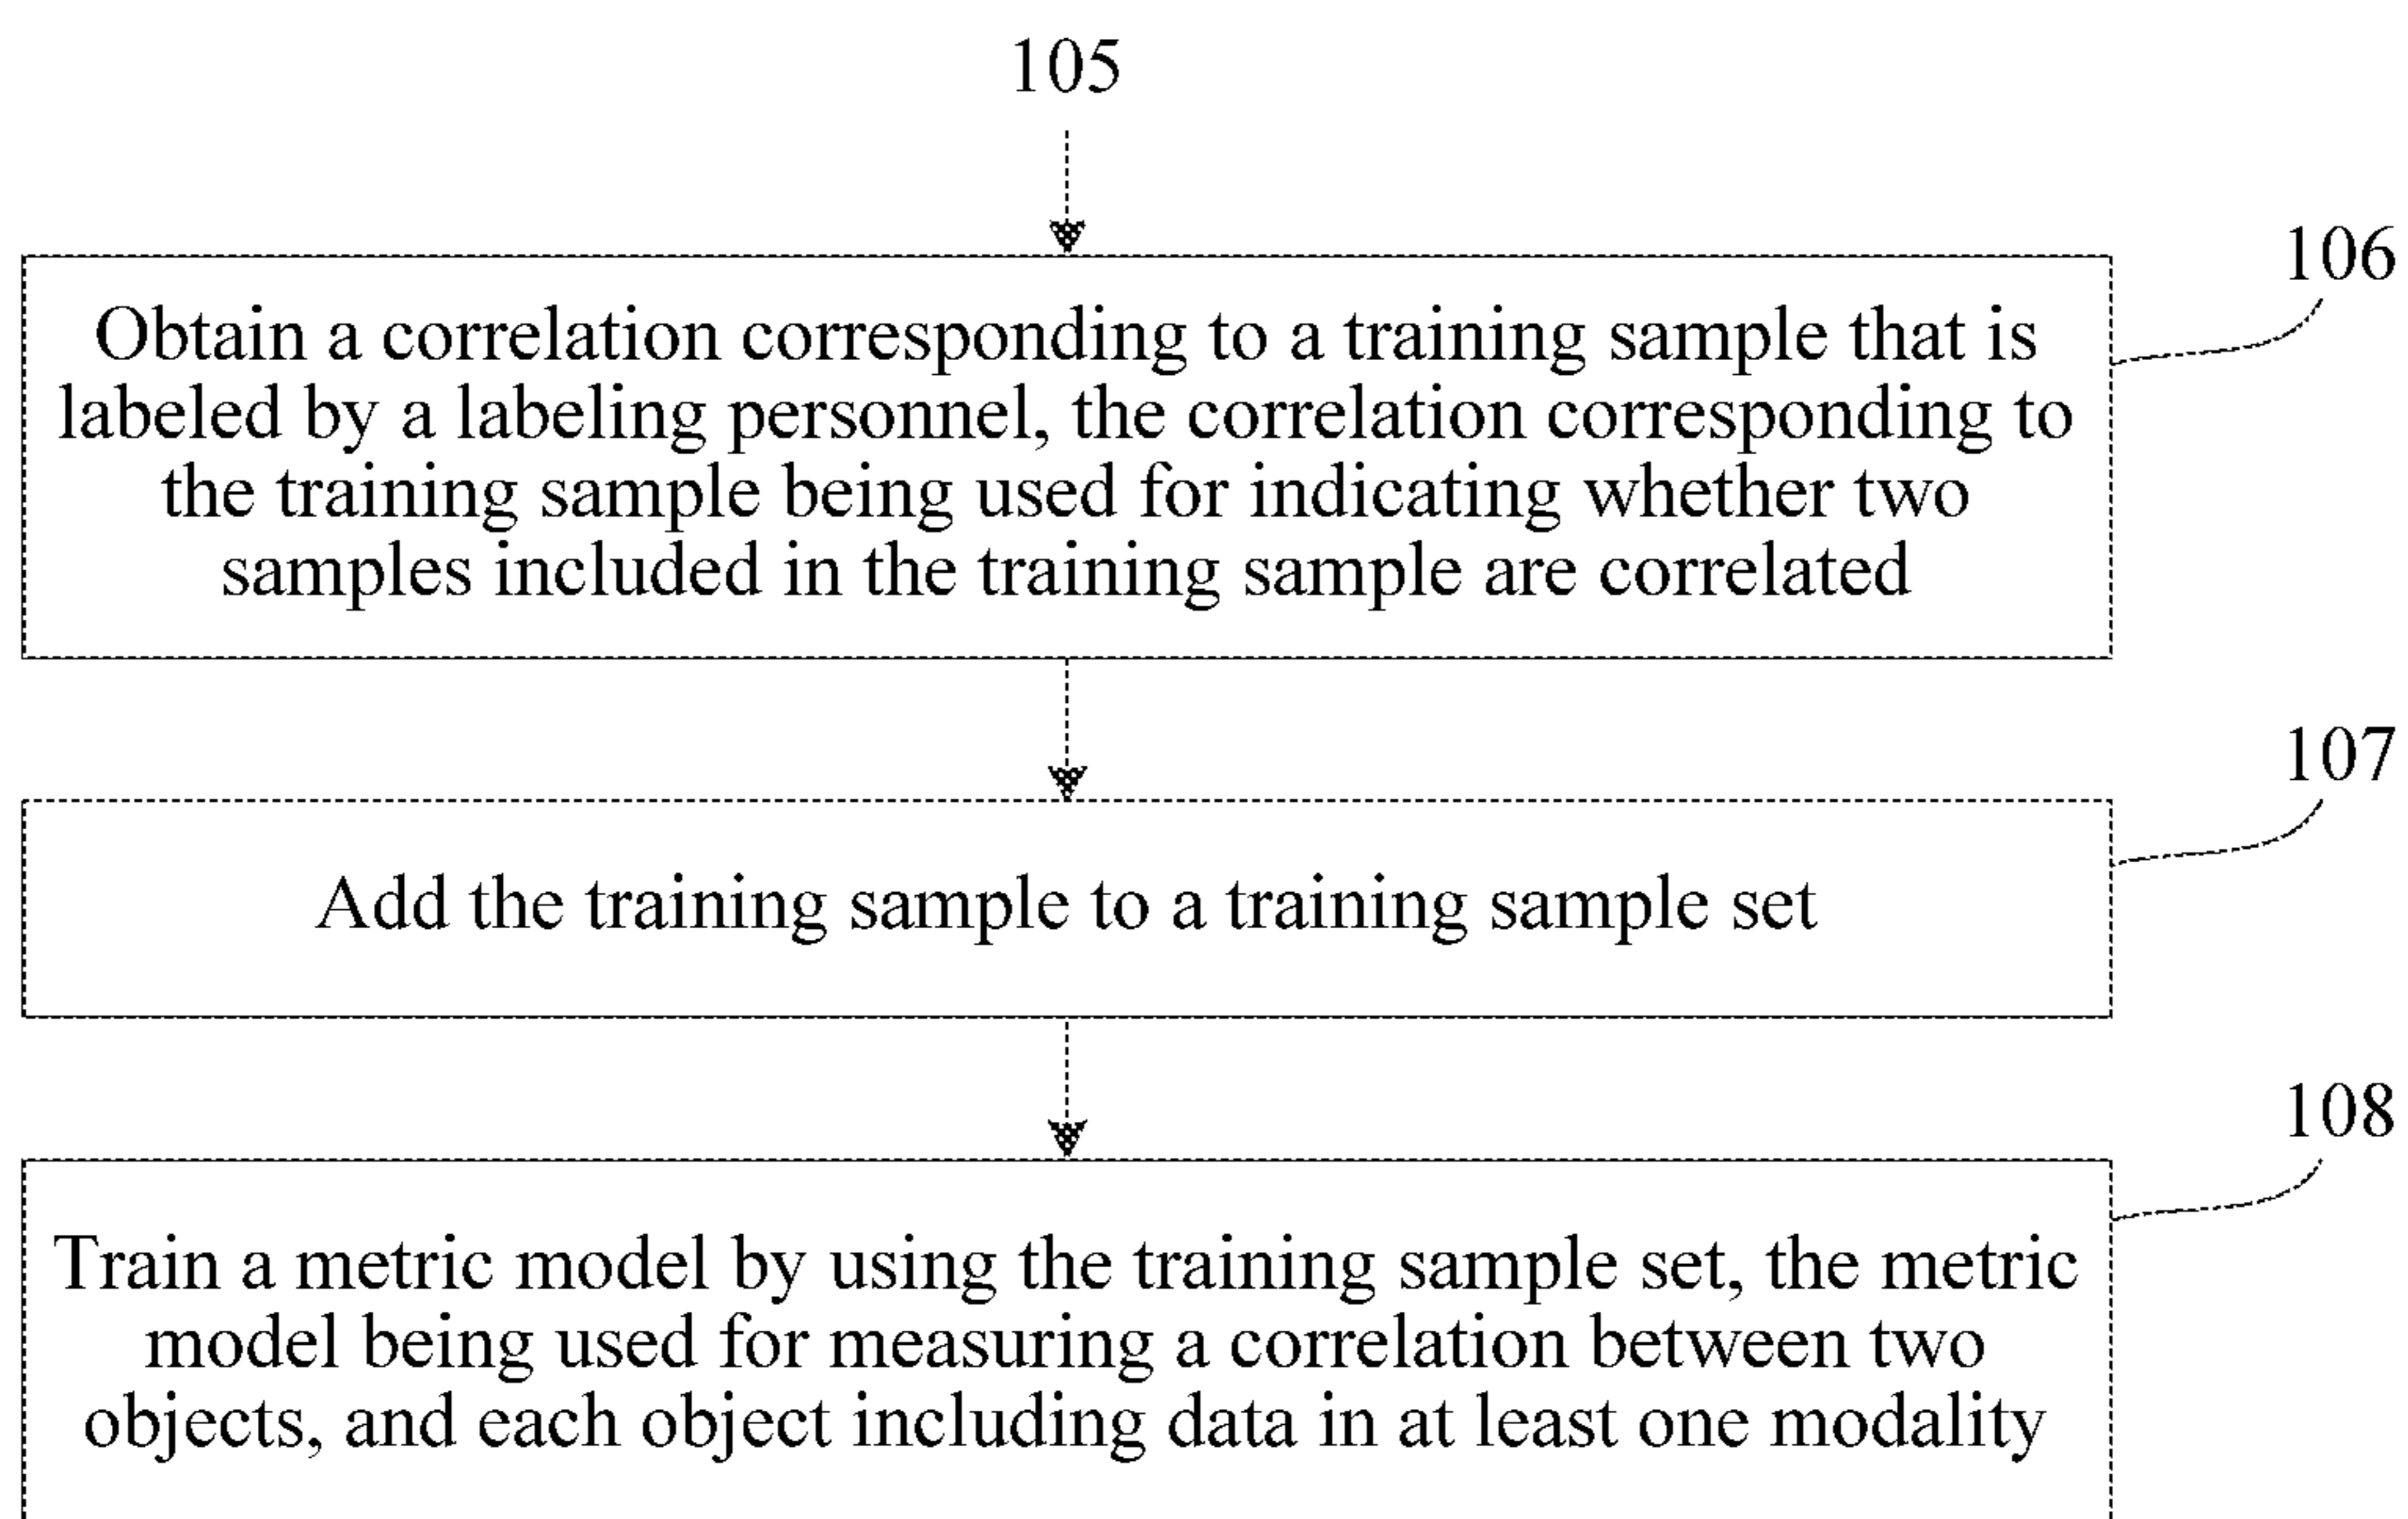 105
106
Obtain a correlation corresponding to a training sample that is
labeled by a labeling personnel, the correlation corresponding to
the training sample being used for indicating whether two
samples included in the training sample are correlated
107
Add the training sample to a training sample set
108
Train a metric model by using the training sample set, the metric
model being used for measuring a correlation between two
objects, and each object including data in at least one modality